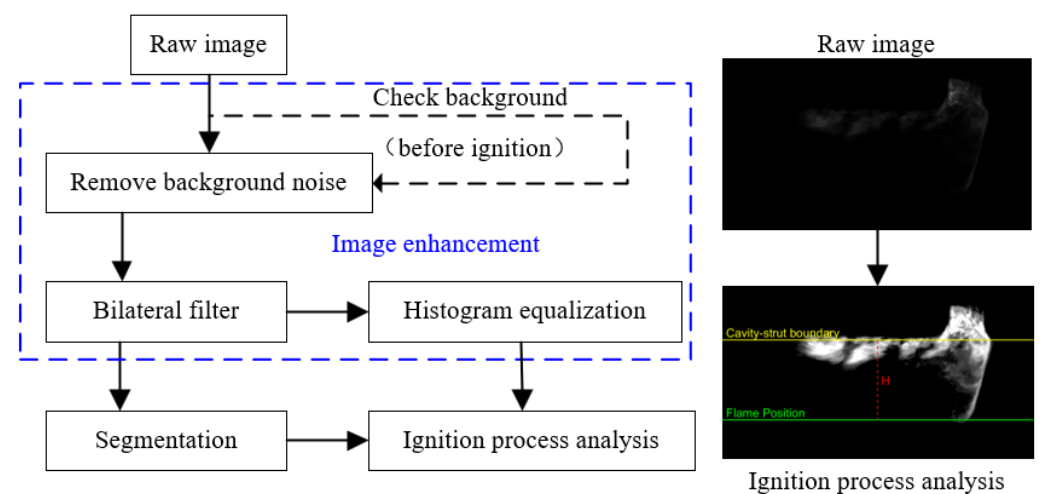 Raw image
Check background
（before ignition）
Remove background noise
Image enhancement
Bilateral filter
Histogram equalization
Segmentation
Ignition process analysis
Raw image
Cavity-strut boundary
H
Flame Position
Ignition process analysis